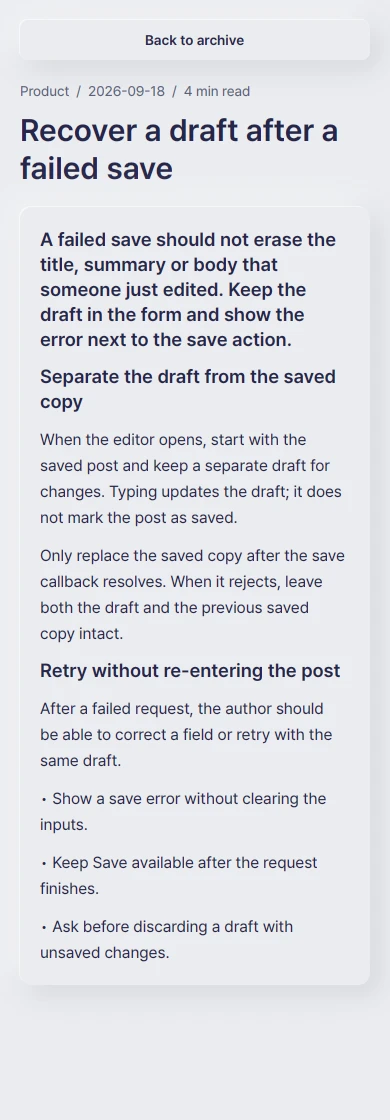 Back to archive
Product / 2026-09-18 / 4 min read
Recover a draft after a
failed save
A failed save should not erase the
title, summary or body that
someone just edited. Keep the
draft in the form and show the
error next to the save action.
Separate the draft from the saved
copy
When the editor opens, start with the
saved post and keep a separate draft for
changes. Typing updates the draft; it does
not mark the post as saved.
Only replace the saved copy after the save
callback resolves. When it rejects, leave
both the draft and the previous saved
copy intact.
Retry without re-entering the post
After a failed request, the author should
be able to correct a field or retry with the
same draft.
• Show a save error without clearing the
inputs.
• Keep Save available after the request
finishes.
• Ask before discarding a draft with
unsaved changes.